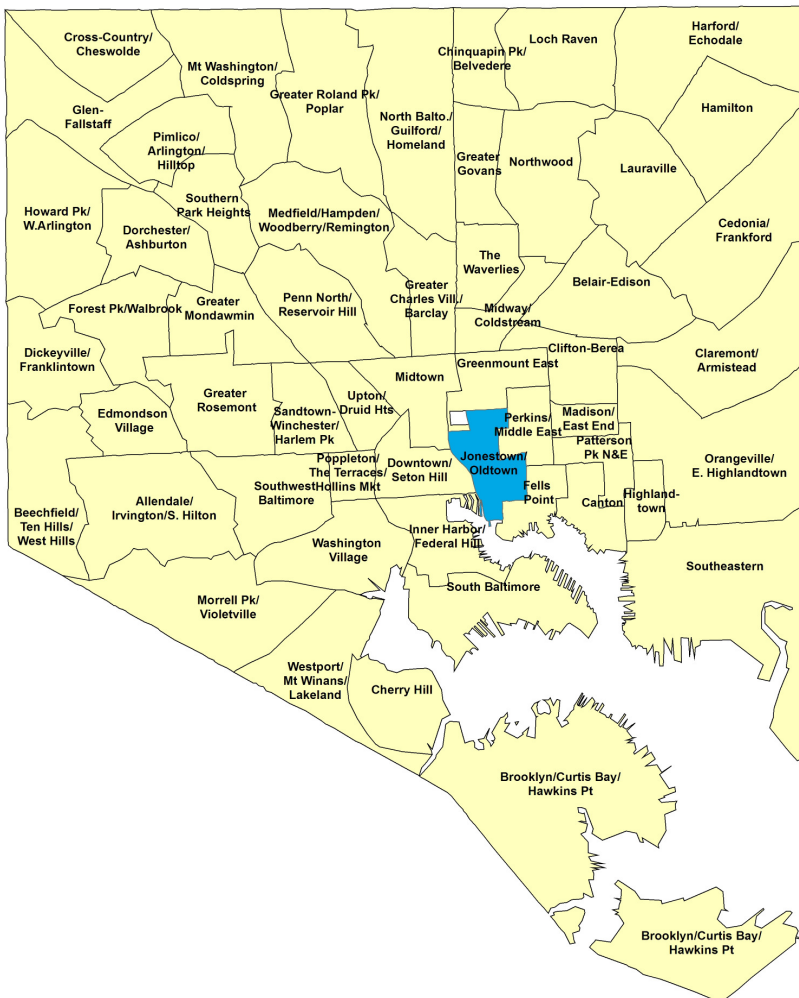 Cross-Country/
Cheswolde
Mt Washington/
Coldspring
Greater Roland Pk/
Poplar
North Balto./
Guilford/
Homeland
Chinquapin Pk/
Belvedere
Loch Raven
Harford/
Echodale
Glen-
Fallstaff
Pimlico/
Arlington/
Hilltop
Hamilton
Greater
Govans
Northwood
Lauraville
Howard Pk/
W.Arlington
Dorchester/
Ashburton
Southern
Park Heights
Medfield/Hampden/
Woodberry/Remington
Cedonia/
Frankford
The
Waverlies
Belair-Edison
Forest Pk/Walbrook
Greater
Mondawmin
Penn North/
Reservoir Hill
Greater
Charles Vill./
Barclay
Midway/
Coldstream
Dickeyville/
Franklintown
Midtown
Greenmount East
Clifton-Berea
Claremont/
Armistead
Edmondson
Village
Greater
Rosemont
Sandtown-
Winchester/
Harlem Pk
Upton/
Druid Hts
Perkins/
Middle East
Madison/
East End
Patterson
Pk N&E
Poppleton/
The Terraces/
Hollins Mkt
Downtown/
Seton Hill
Jonestown/
Oldtown
Orangeville/
E. Highlandtown
Beechfield/
Ten Hills/
West Hills
Allendale/
Irvington/S. Hilton
Southwest
Baltimore
Fells
Point
Canton
Highland-
town
Washington
Village
Inner Harbor/
Federal Hill
South Baltimore
Southeastern
Morrell Pk/
Violetville
Westport/
Mt Winans/
Lakeland
Cherry Hill
Brooklyn/Curtis Bay/
Hawkins Pt
Brooklyn/Curtis Bay/
Hawkins Pt